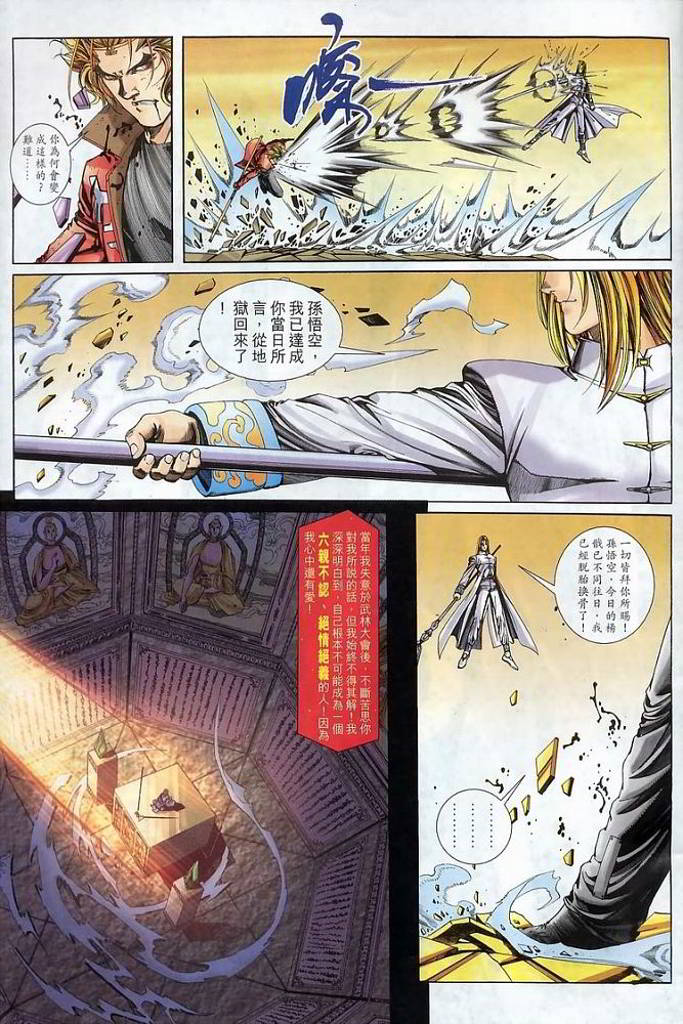 難道……
成這樣的？
你為何會變
嚓
孫悟空，
我已達成
你當日所
言，從地
獄回來了
！
一切皆拜你所賜！
孫悟空，今日的楊
戩已不同往日，我
已經脫胎換骨了！
………
………
當年我失意於武林大會後，不斷苦思你
對我所說的話，但我始終不得其解！我
深深明白到，自己根本不可能成為一個
六親不認、絕情絕義的人！因為
我心中還有愛！